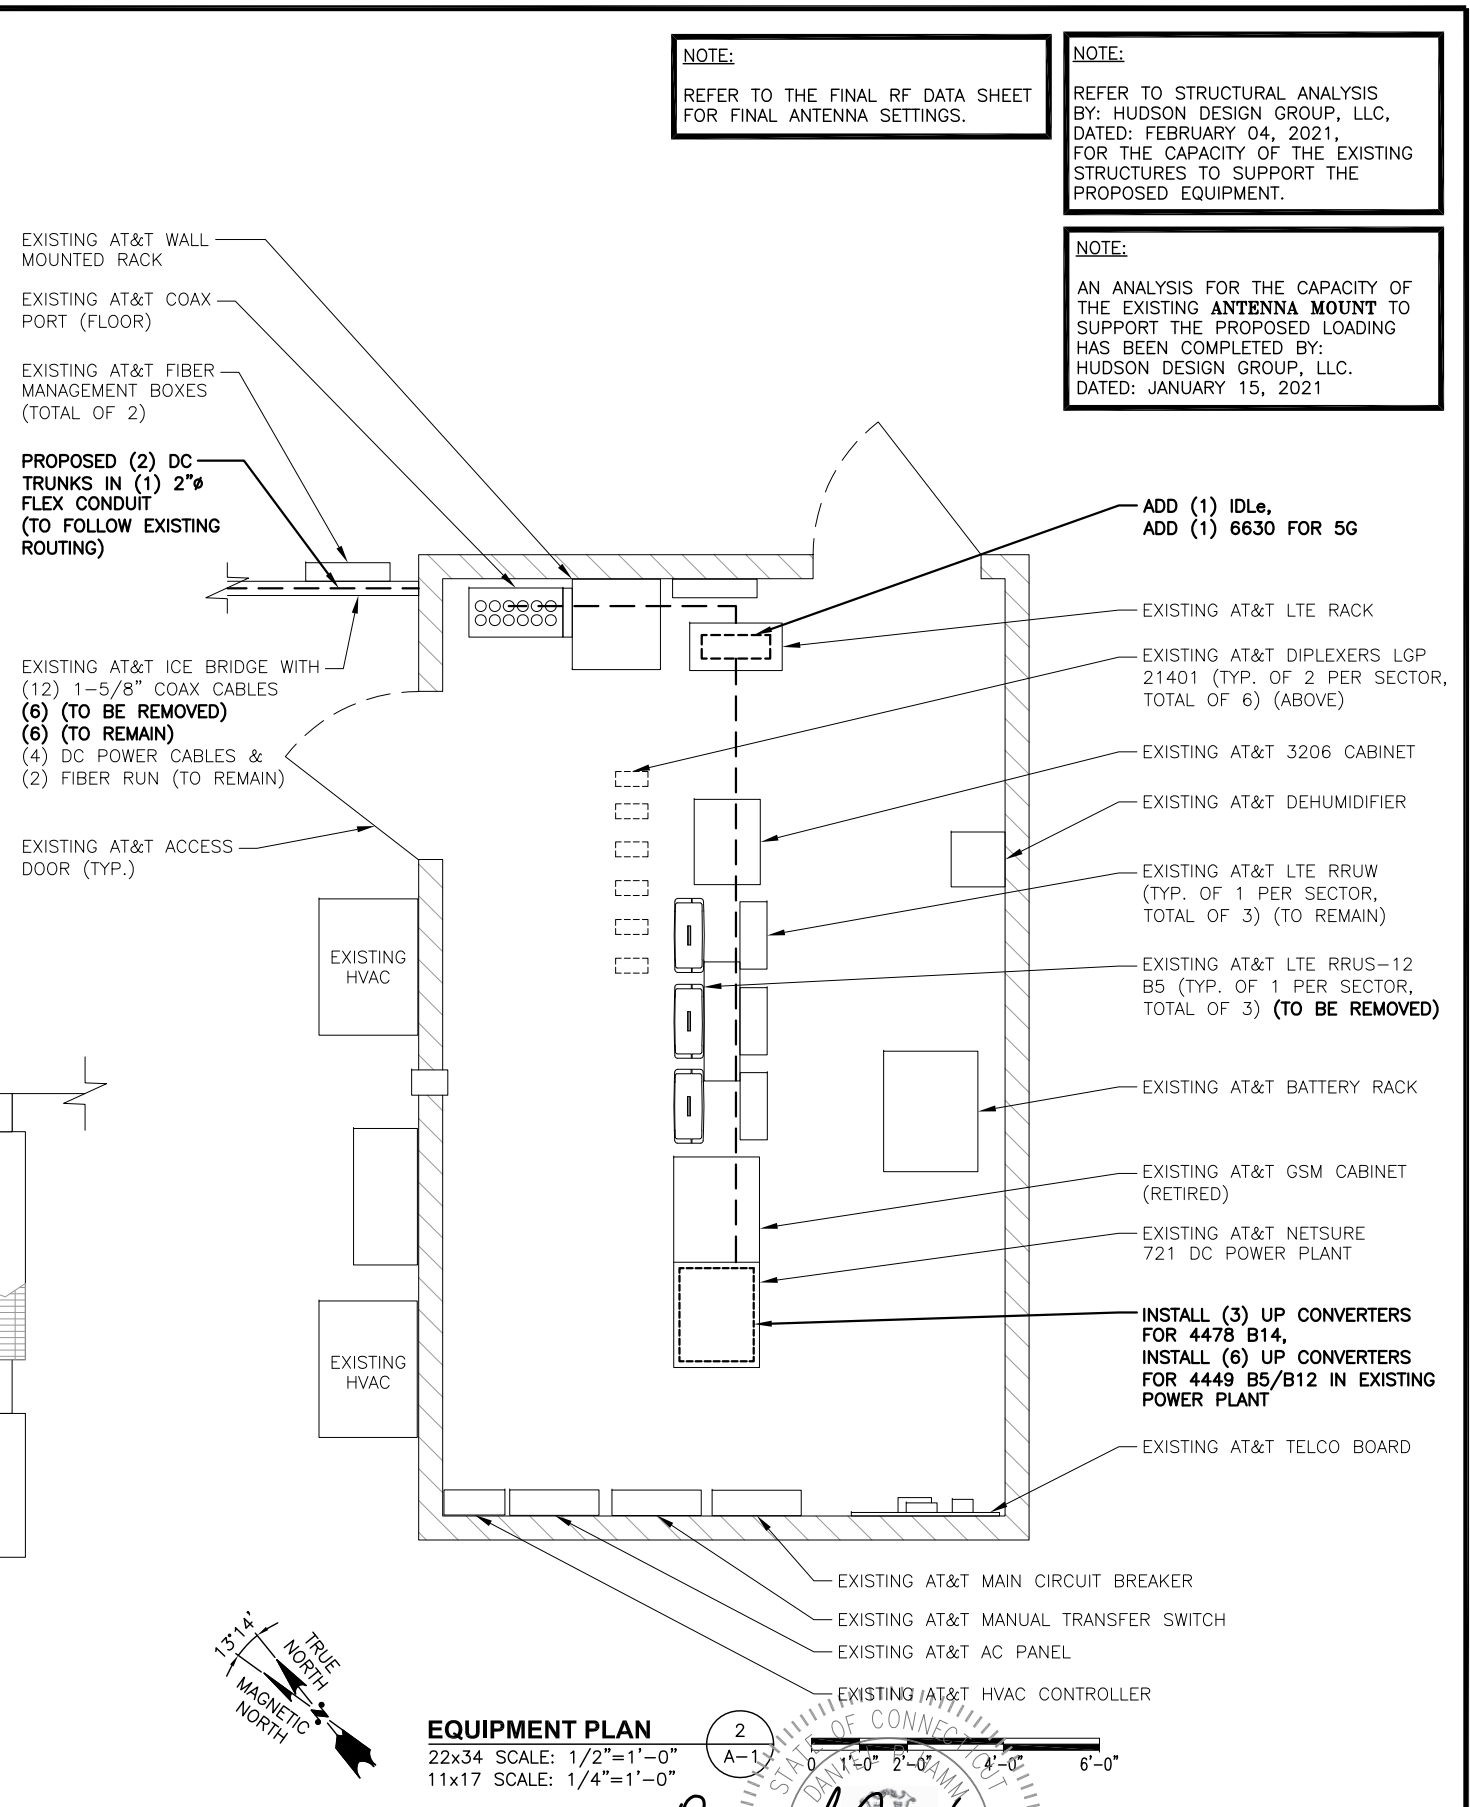 NOTE:
REFER TO THE FINAL RF DATA SHEET
FOR FINAL ANTENNA SETTINGS.
NOTE:
REFER TO STRUCTURAL ANALYSIS
BY: HUDSON DESIGN GROUP, LLC,
DATED: FEBRUARY 04, 2021,
FOR THE CAPACITY OF THE EXISTING
STRUCTURES TO SUPPORT THE
PROPOSED EQUIPMENT.
NOTE:
AN ANALYSIS FOR THE CAPACITY OF
THE EXISTING ANTENNA MOUNT TO
SUPPORT THE PROPOSED LOADING
HAS BEEN COMPLETED BY:
HUDSON DESIGN GROUP, LLC.
DATED: JANUARY 15, 2021
EXISTING AT&T WALL
MOUNTED RACK
EXISTING AT&T COAX
PORT (FLOOR)
EXISTING AT&T FIBER
MANAGEMENT BOXES
(TOTAL OF 2)
PROPOSED (2) DC
TRUNKS IN (1) 2"ø
FLEX CONDUIT
(TO FOLLOW EXISTING
ROUTING)
EXISTING AT&T ICE BRIDGE WITH
(12) 1-5/8" COAX CABLES
(6) (TO BE REMOVED)
(6) (TO REMAIN)
(4) DC POWER CABLES &
(2) FIBER RUN (TO REMAIN)
EXISTING AT&T ACCESS
DOOR (TYP.)
EXISTING
HVAC
EXISTING
HVAC
ADD (1) IDLe,
ADD (1) 6630 FOR 5G
EXISTING AT&T LTE RACK
EXISTING AT&T DIPLEXERS LGP
21401 (TYP. OF 2 PER SECTOR,
TOTAL OF 6) (ABOVE)
EXISTING AT&T 3206 CABINET
EXISTING AT&T DEHUMIDIFIER
EXISTING AT&T LTE RRUW
(TYP. OF 1 PER SECTOR,
TOTAL OF 3) (TO REMAIN)
EXISTING AT&T LTE RRUS-12
B5 (TYP. OF 1 PER SECTOR,
TOTAL OF 3) (TO BE REMOVED)
EXISTING AT&T BATTERY RACK
EXISTING AT&T GSM CABINET
(RETIRED)
EXISTING AT&T NETSURE
721 DC POWER PLANT
INSTALL (3) UP CONVERTERS
FOR 4478 B14,
INSTALL (6) UP CONVERTERS
FOR 4449 B5/B12 IN EXISTING
POWER PLANT
EXISTING AT&T TELCO BOARD
EXISTING AT&T MAIN CIRCUIT BREAKER
EXISTING AT&T MANUAL TRANSFER SWITCH
EXISTING AT&T AC PANEL
EXISTING AT&T HVAC CONTROLLER
13°14'
TRUE
NORTH
MAGNETIC
NORTH
N
EQUIPMENT PLAN
22x34 SCALE: 1/2"=1'-0"
11x17 SCALE: 1/4"=1'-0"
2
A-1
0 1'-0" 2'-0" 4'-0" 6'-0"
STATE OF CONNECTICUT
DANIEL P. HAMM